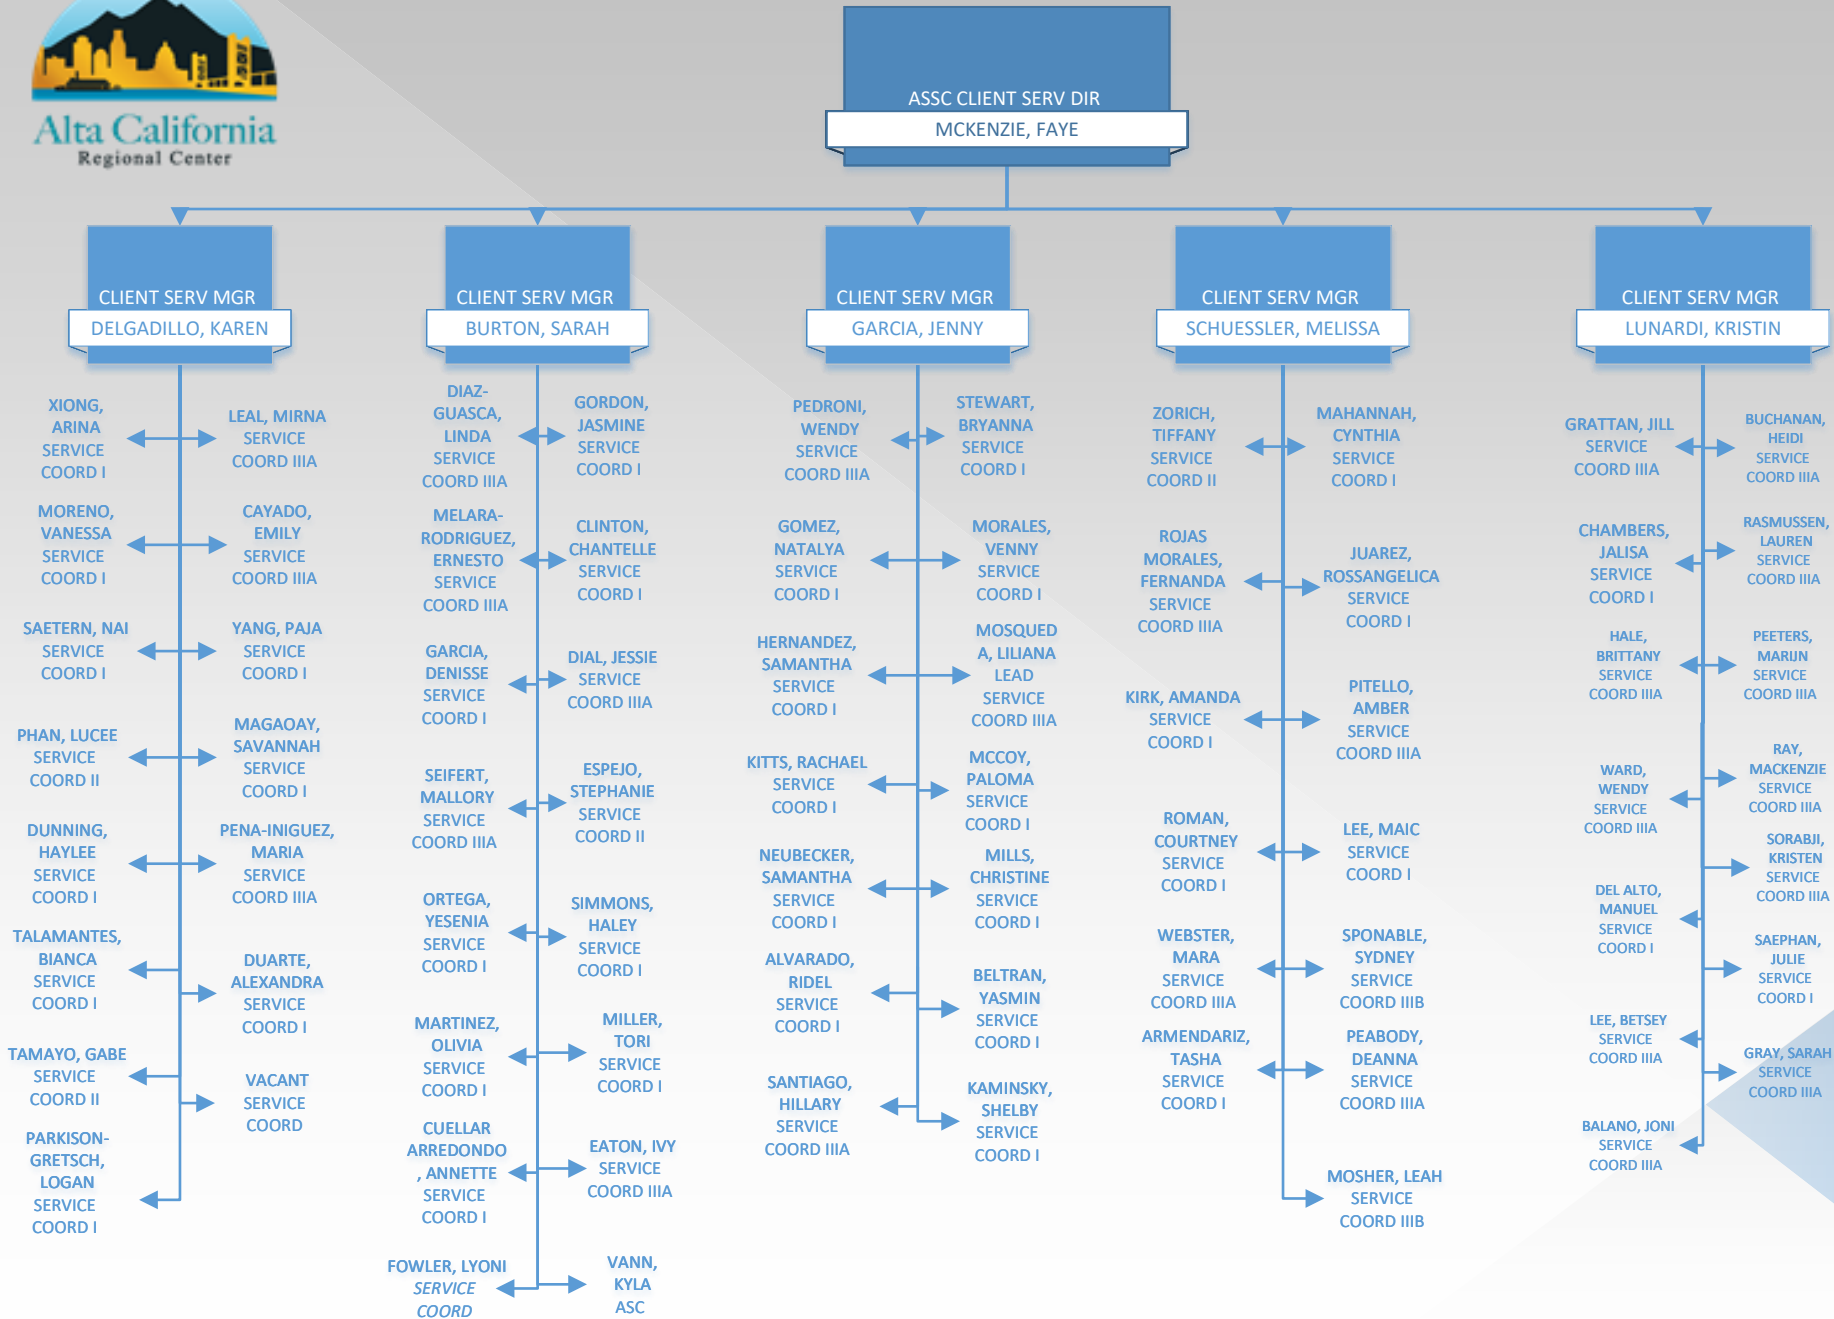 Alta California
Regional Center
ASSC CLIENT SERV DIR
MCKENZIE, FAYE
CLIENT SERV MGR
DELGADILLO, KAREN
XIONG,
ARINA
SERVICE
COORD I
LEAL, MIRNA
SERVICE
COORD IIIA
MORENO,
VANESSA
SERVICE
COORD I
CAYADO,
EMILY
SERVICE
COORD IIIA
SAETERN, NAI
SERVICE
COORD I
YANG, PAJA
SERVICE
COORD I
PHAN, LUCEE
SERVICE
COORD II
MAGAOAY,
SAVANNAH
SERVICE
COORD I
DUNNING,
HAYLEE
SERVICE
COORD I
PENA-INIGUEZ,
MARIA
SERVICE
COORD IIIA
TALAMANTES,
BIANCA
SERVICE
COORD I
DUARTE,
ALEXANDRA
SERVICE
COORD I
TAMAYO, GABE
SERVICE
COORD II
VACANT
SERVICE
COORD
PARKISON-
GRETSCH,
LOGAN
SERVICE
COORD I
CLIENT SERV MGR
BURTON, SARAH
DIAZ-
GUASCA,
LINDA
SERVICE
COORD IIIA
GORDON,
JASMINE
SERVICE
COORD I
MELARA-
RODRIGUEZ,
ERNESTO
SERVICE
COORD IIIA
CLINTON,
CHANTELLE
SERVICE
COORD I
GARCIA,
DENISSE
SERVICE
COORD I
DIAL, JESSIE
SERVICE
COORD IIIA
SEIFERT,
MALLORY
SERVICE
COORD IIIA
ESPEJO,
STEPHANIE
SERVICE
COORD II
ORTEGA,
YESENIA
SERVICE
COORD I
SIMMONS,
HALEY
SERVICE
COORD I
MARTINEZ,
OLIVIA
SERVICE
COORD I
MILLER,
TORI
SERVICE
COORD I
CUELLAR
ARREDONDO
, ANNETTE
SERVICE
COORD I
EATON, IVY
SERVICE
COORD IIIA
FOWLER, LYONI
SERVICE
COORD
VANN,
KYLA
ASC
CLIENT SERV MGR
GARCIA, JENNY
PEDRONI,
WENDY
SERVICE
COORD IIIA
STEWART,
BRYANNA
SERVICE
COORD I
GOMEZ,
NATALYA
SERVICE
COORD I
MORALES,
VENNY
SERVICE
COORD I
HERNANDEZ,
SAMANTHA
SERVICE
COORD I
MOSQUED
A, LILIANA
LEAD
SERVICE
COORD IIIA
KITTS, RACHAEL
SERVICE
COORD I
MCCOY,
PALOMA
SERVICE
COORD I
NEUBECKER,
SAMANTHA
SERVICE
COORD I
MILLS,
CHRISTINE
SERVICE
COORD I
ALVARADO,
RIDEL
SERVICE
COORD I
BELTRAN,
YASMIN
SERVICE
COORD I
SANTIAGO,
HILLARY
SERVICE
COORD IIIA
KAMINSKY,
SHELBY
SERVICE
COORD I
CLIENT SERV MGR
SCHUESSLER, MELISSA
ZORICH,
TIFFANY
SERVICE
COORD II
MAHANNAH,
CYNTHIA
SERVICE
COORD I
ROJAS
MORALES,
FERNANDA
SERVICE
COORD IIIA
JUAREZ,
ROSSANGELICA
SERVICE
COORD I
KIRK, AMANDA
SERVICE
COORD I
PITELLO,
AMBER
SERVICE
COORD IIIA
ROMAN,
COURTNEY
SERVICE
COORD I
LEE, MAIC
SERVICE
COORD I
WEBSTER,
MARA
SERVICE
COORD IIIA
SPONABLE,
SYDNEY
SERVICE
COORD IIIB
ARMENDARIZ,
TASHA
SERVICE
COORD I
PEABODY,
DEANNA
SERVICE
COORD IIIA
MOSHER, LEAH
SERVICE
COORD IIIB
CLIENT SERV MGR
LUNARDI, KRISTIN
GRATTAN, JILL
SERVICE
COORD IIIA
BUCHANAN,
HEIDI
SERVICE
COORD IIIA
CHAMBERS,
JALISA
SERVICE
COORD I
RASMUSSEN,
LAUREN
SERVICE
COORD IIIA
HALE,
BRITTANY
SERVICE
COORD IIIA
PEETERS,
MARIJN
SERVICE
COORD IIIA
WARD,
WENDY
SERVICE
COORD IIIA
RAY,
MACKENZIE
SERVICE
COORD IIIA
SORABJI,
KRISTEN
SERVICE
COORD IIIA
DEL ALTO,
MANUEL
SERVICE
COORD I
SAEPHAN,
JULIE
SERVICE
COORD I
LEE, BETSEY
SERVICE
COORD IIIA
GRAY, SARAH
SERVICE
COORD IIIA
BALANO, JONI
SERVICE
COORD IIIA